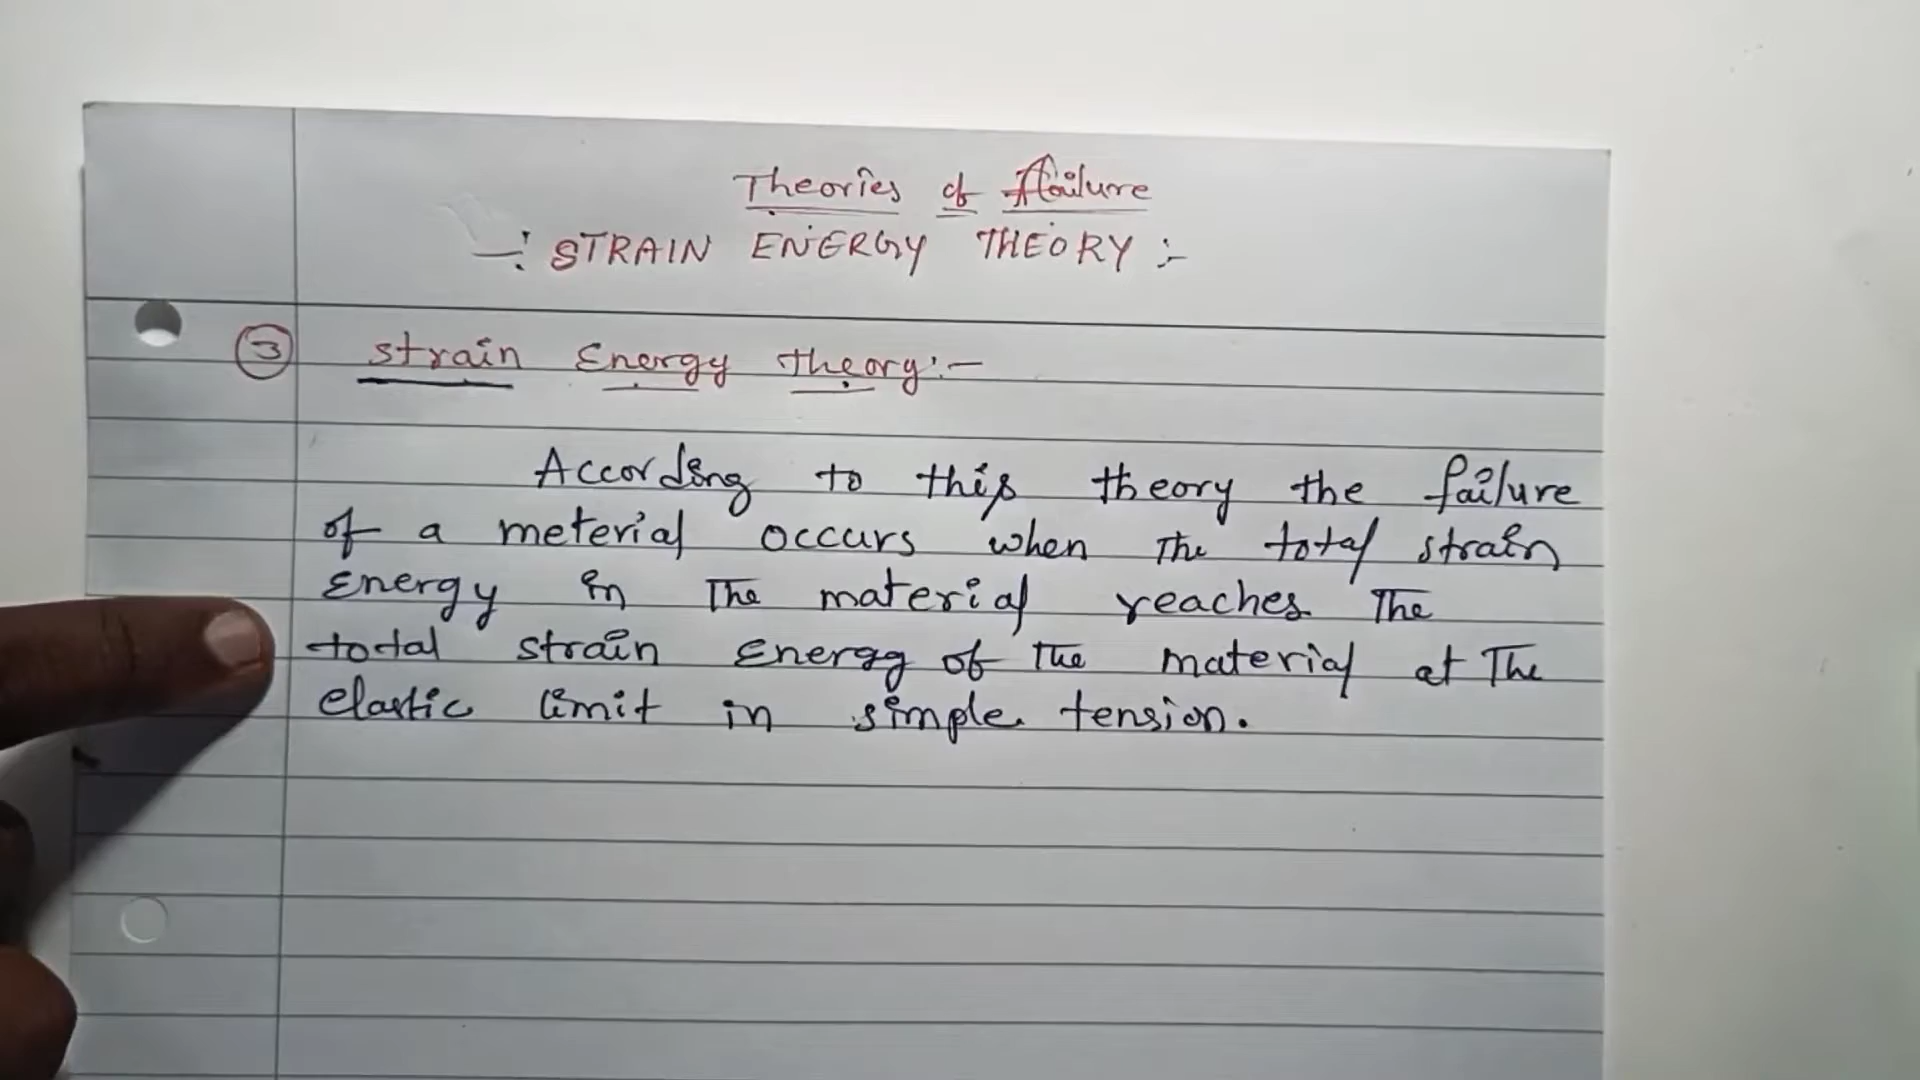 Theories of failure
-: STRAIN ENERGY THEORY :-
③ strain Energy theory:-
According to this theory the failure
of a meterial occurs when The total strain
Energy in The material reaches The
total strain Energy of The material at The
elastic limit in simple tension.